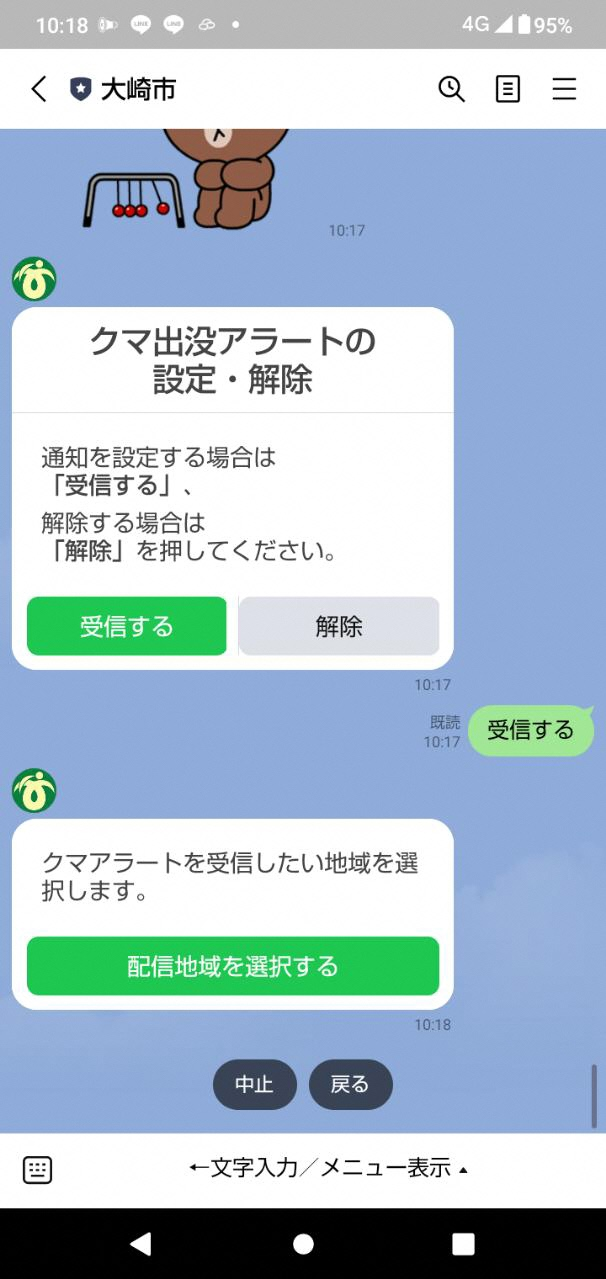 10:18 LINE LINE 4G 95%
大崎市
10:17
クマ出没アラートの
設定・解除
通知を設定する場合は
「受信する」、
解除する場合は
「解除」を押してください。
受信する 解除
10:17
既読
10:17
受信する
クマアラートを受信したい地域を選
択します。
配信地域を選択する
10:18
中止 戻る
←文字入力／メニュー表示▲